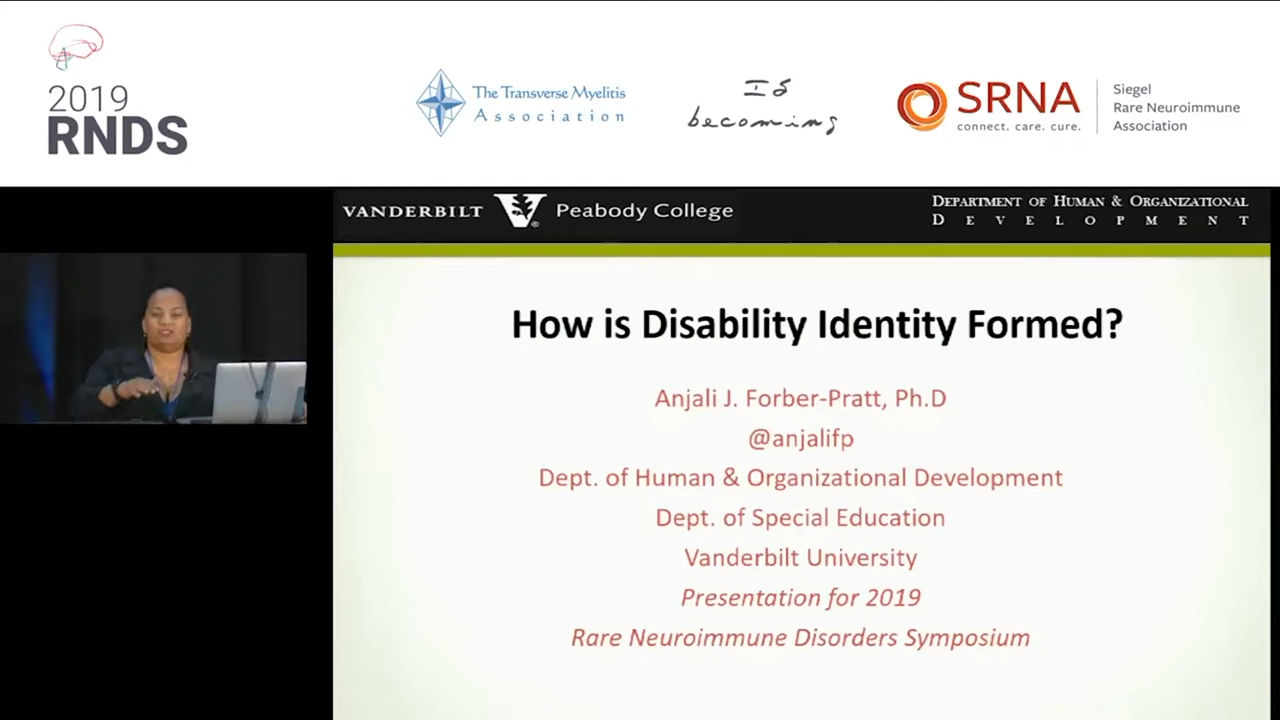 2019
RNDS
The Transverse Myelitis
Association
Is
becoming
SRNA
connect. care. cure.
Siegel
Rare Neuroimmune
Association
VANDERBILT V® Peabody College
DEPARTMENT OF HUMAN & ORGANIZATIONAL
DEVELOPMENT
How is Disability Identity Formed?
Anjali J. Forber-Pratt, Ph.D
@anjalifp
Dept. of Human & Organizational Development
Dept. of Special Education
Vanderbilt University
Presentation for 2019
Rare Neuroimmune Disorders Symposium